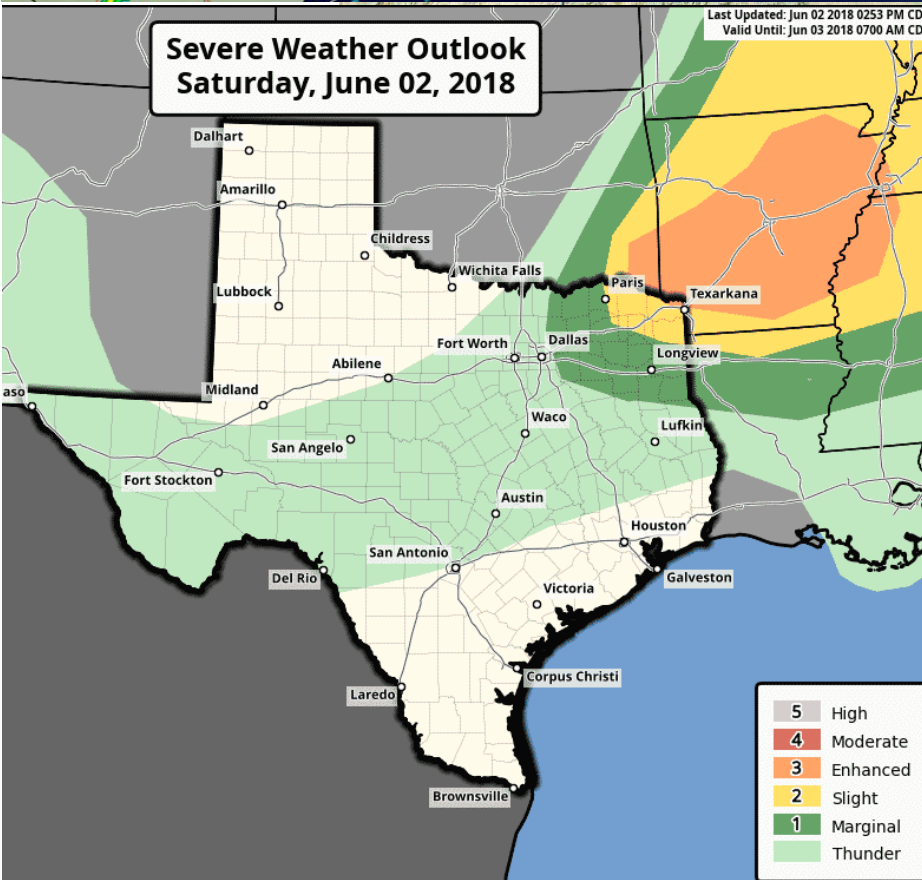 Last Updated: Jun 02 2018 0253 PM CD
Valid Until: Jun 03 2018 0700 AM CD
Severe Weather Outlook
Saturday, June 02, 2018
Dalhart
Amarillo
Childress
Wichita Falls
Paris
Lubbock
Texarkana
Fort Worth
Dallas
Longview
Abilene
aso
Midland
Waco
Lufkin
San Angelo
Fort Stockton
Austin
Houston
San Antonio
Del Rio
Galveston
Victoria
Corpus Christi
Laredo
Brownsville
5 High
4 Moderate
3 Enhanced
2 Slight
1 Marginal
Thunder